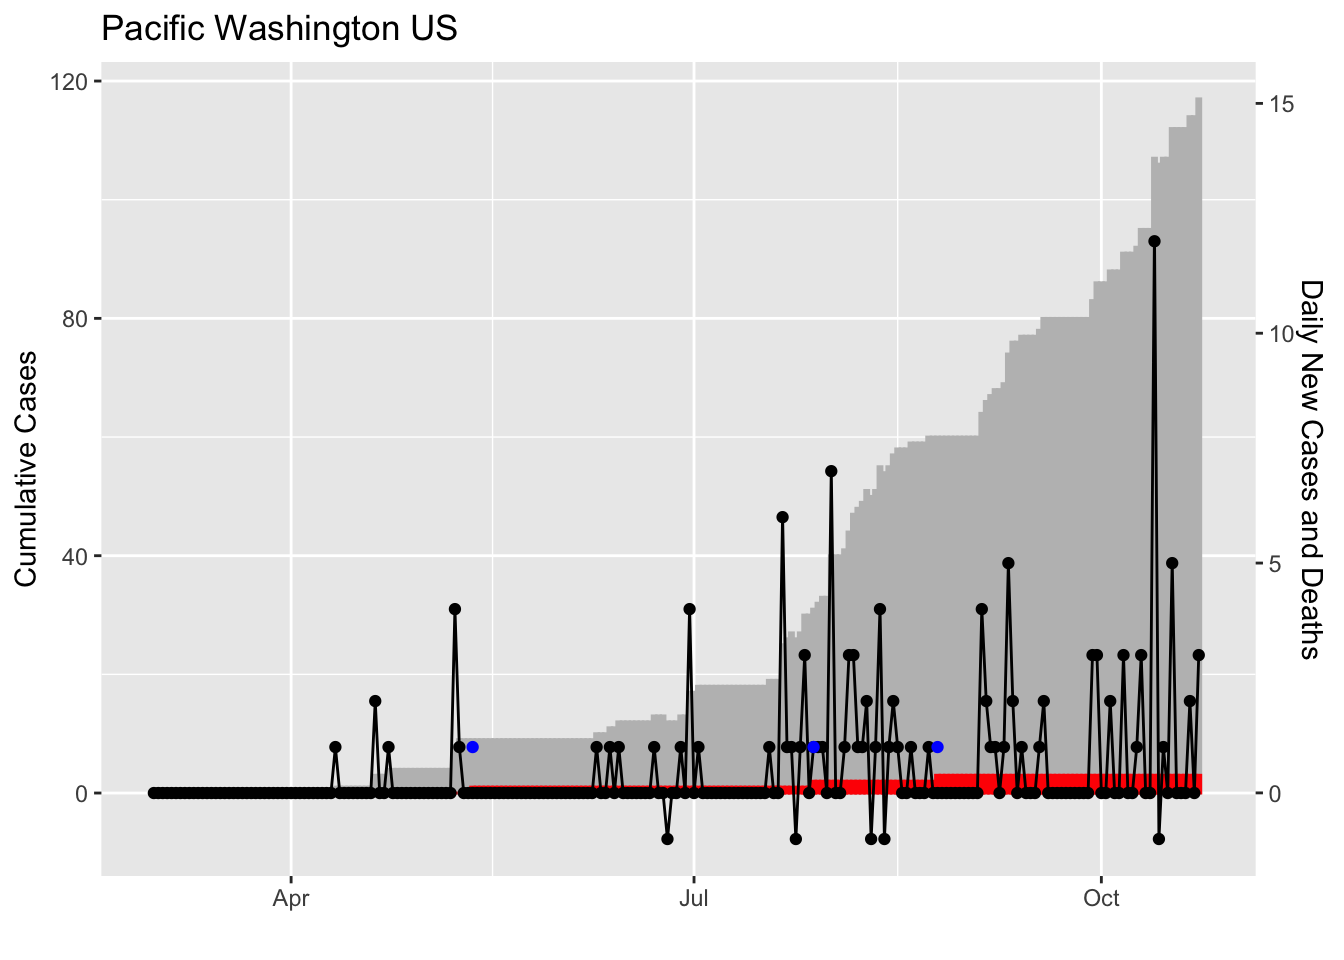 Pacific Washington US
120
80
40
0
Cumulative Cases
15
10
5
0
Daily New Cases and Deaths
Apr
Jul
Oct